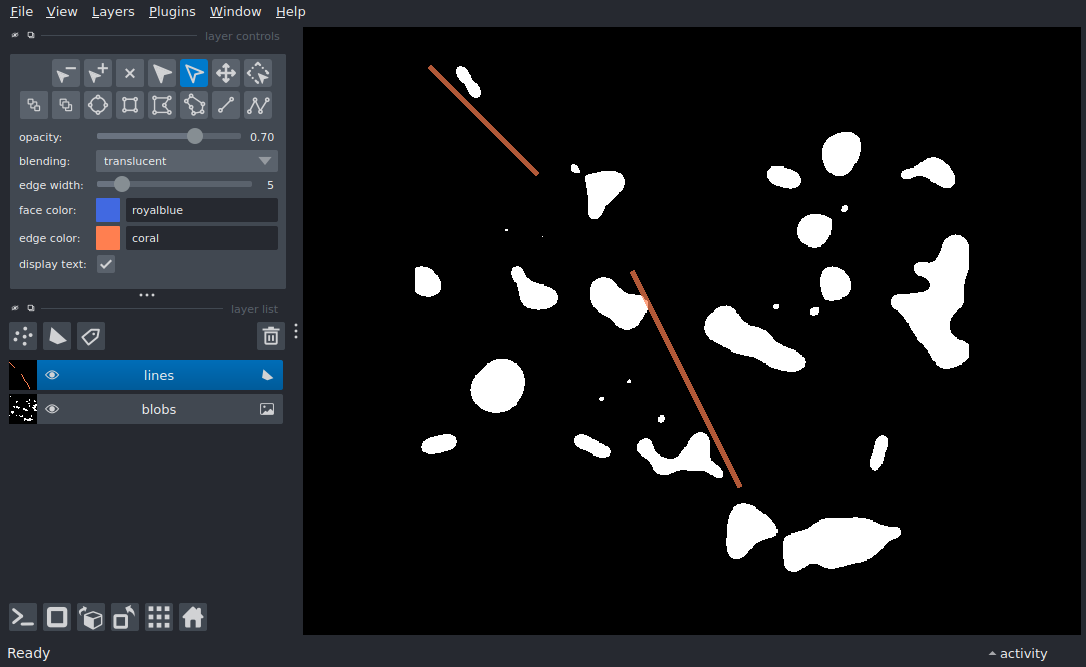 File View Layers Plugins Window Help
layer controls
opacity: 0.70
blending: translucent
edge width: 5
face color: royalblue
edge color: coral
display text:
layer list
lines
blobs
Ready
activity